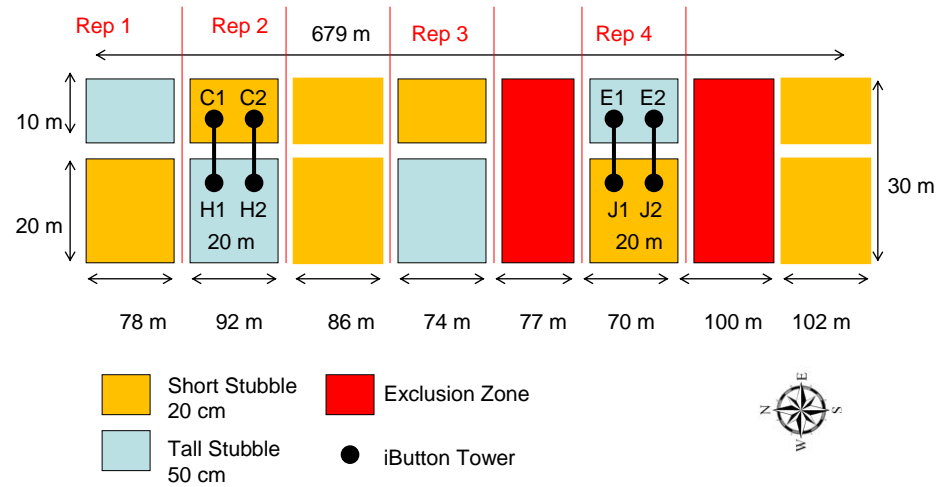 Rep 1
Rep 2
679 m
Rep 3
Rep 4
C1 C2
E1 E2
10 m
30 m
20 m
H1 H2
20 m
J1 J2
20 m
78 m
92 m
86 m
74 m
77 m
70 m
100 m
102 m
Short Stubble
20 cm
Exclusion Zone
Tall Stubble
50 cm
iButton Tower
E
N
S
W